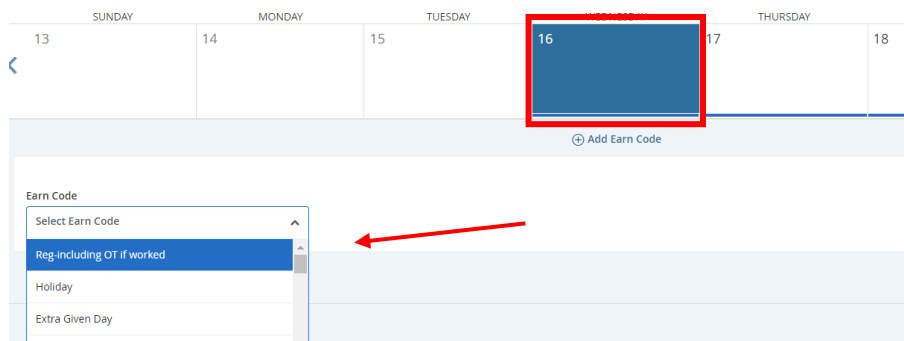 SUNDAY MONDAY TUESDAY WEDNESDAY THURSDAY
13 14 15 16 17 18
Add Earn Code
Earn Code
Select Earn Code
Reg-including OT if worked
Holiday
Extra Given Day